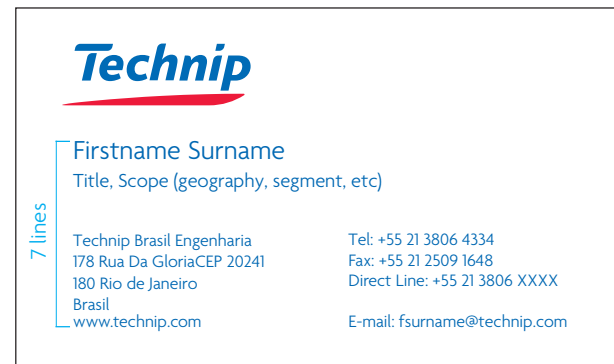 Technip
Firstname Surname
Title, Scope (geography, segment, etc)
7 lines
Technip Brasil Engenharia
178 Rua Da GloriaCEP 20241
180 Rio de Janeiro
Brasil
www.technip.com
Tel: +55 21 3806 4334
Fax: +55 21 2509 1648
Direct Line: +55 21 3806 XXXX
E-mail: fsurname@technip.com